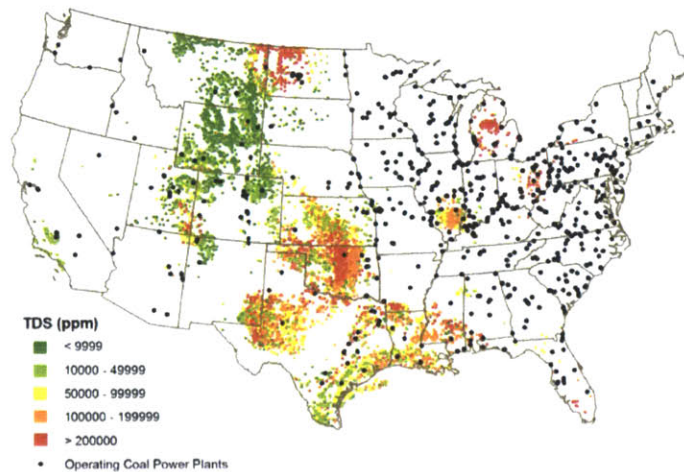 TDS (ppm)
< 9999
10000 - 49999
50000 - 99999
100000 - 199999
> 200000
Operating Coal Power Plants